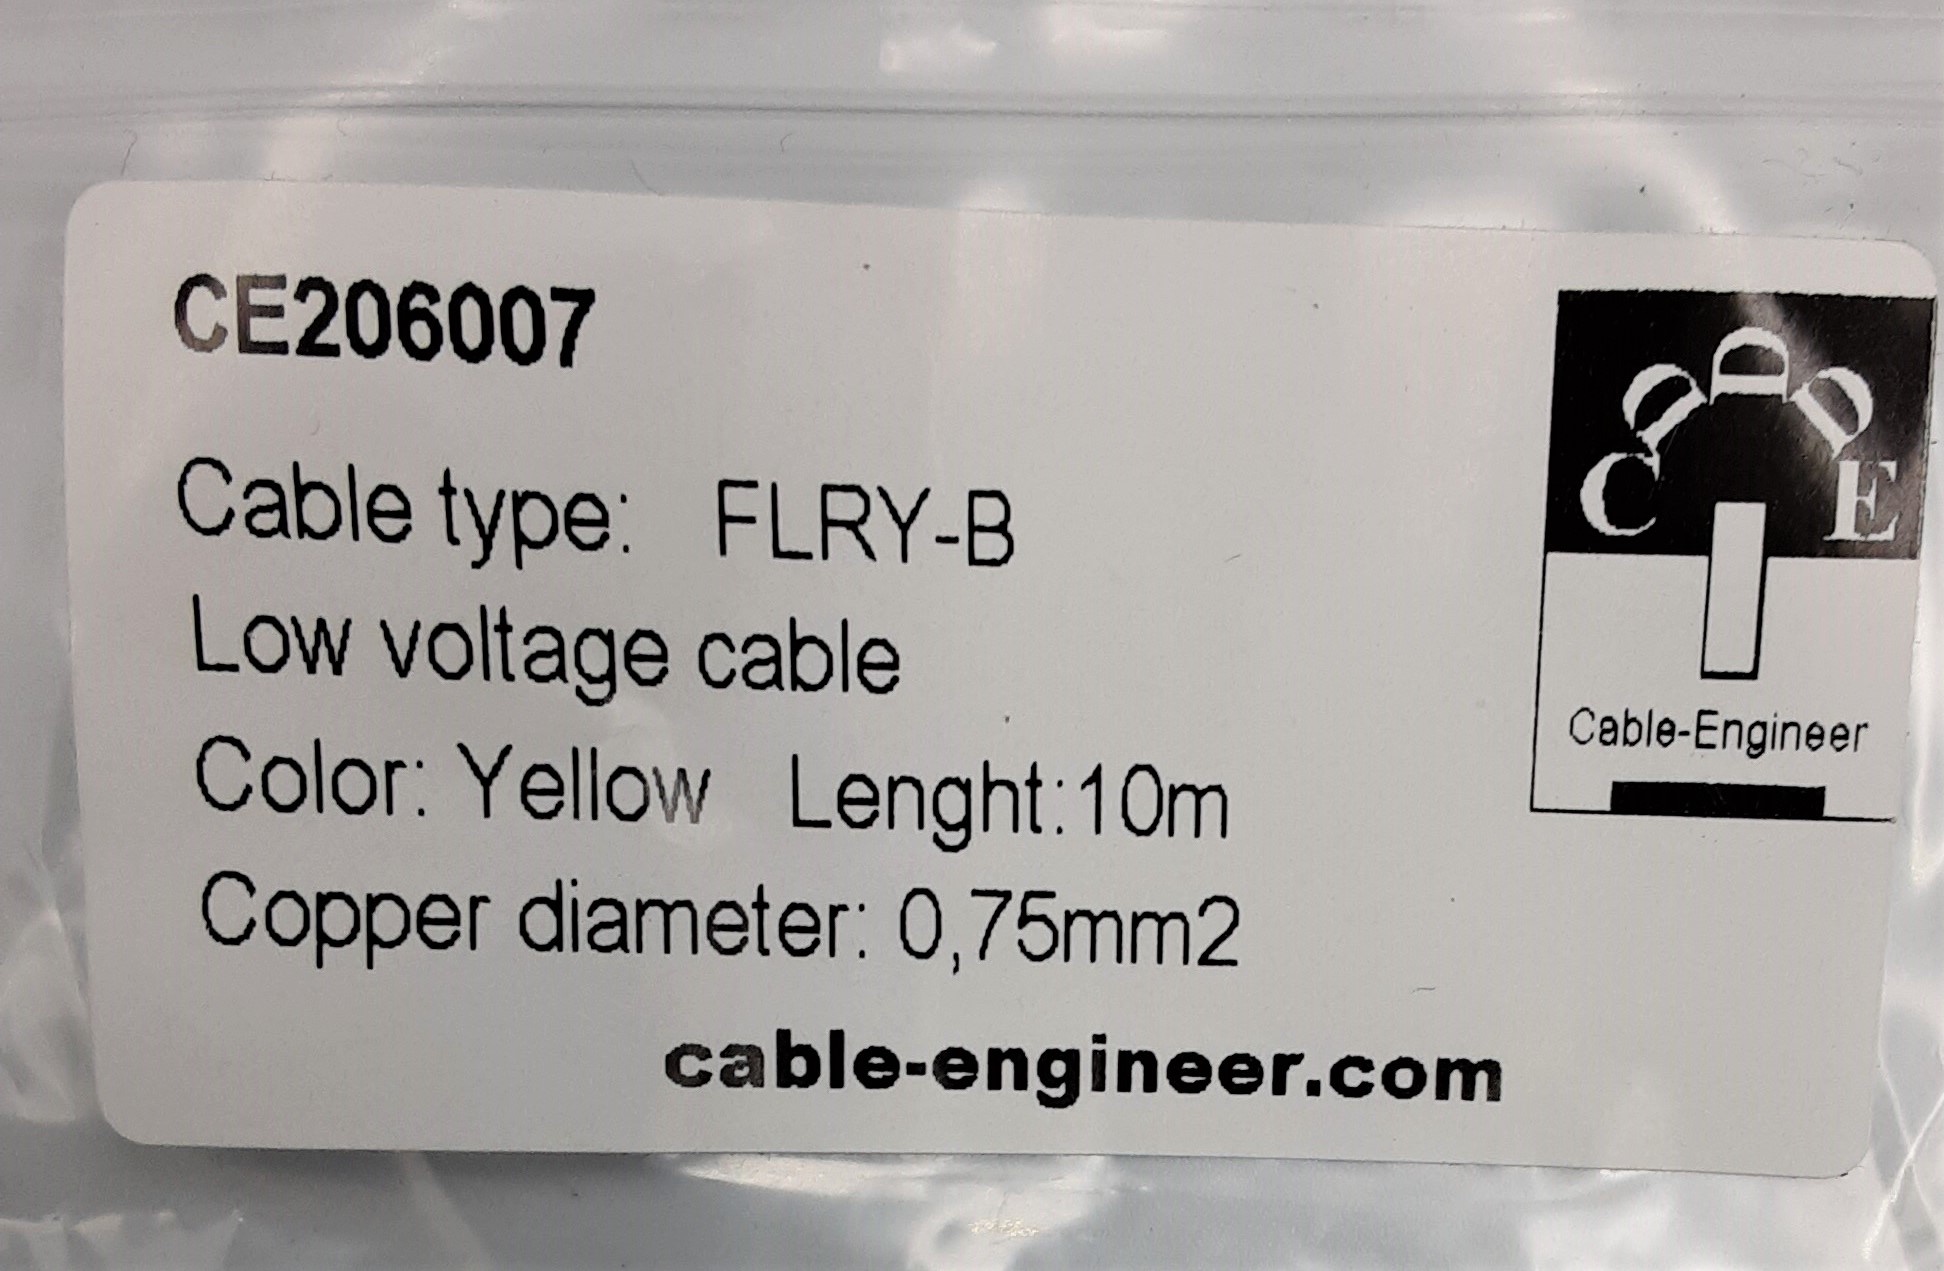 CE206007
Cable type: FLRY-B
Low voltage cable
Color: Yellow Lenght:10m
Copper diameter: 0,75mm2
cable-engineer.com
C E
Cable-Engineer